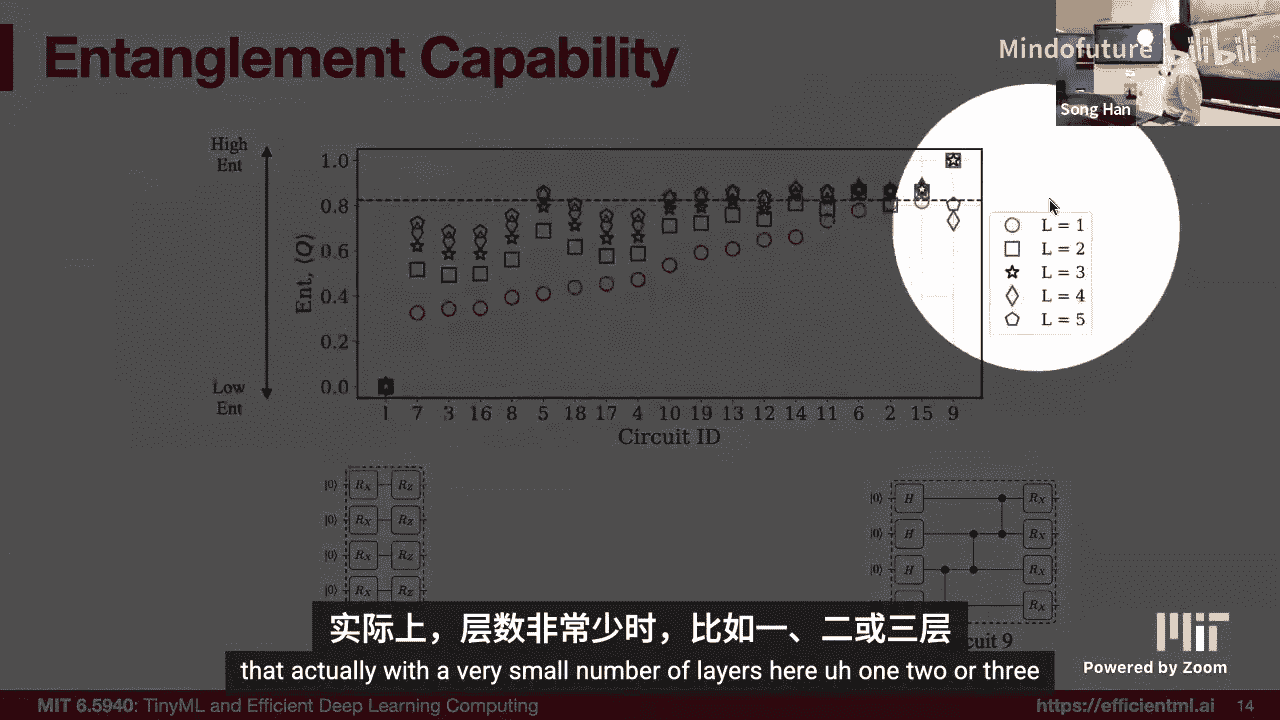 Entanglement Capability
Mindofuture bilibili
Song Han
High
Ent
Low
Ent
Ent, ⟨Q⟩
1.0
0.8
0.6
0.4
0.2
0.0
1 7 3 16 8 5 18 17 4 10 19 13 12 14 11 6 2 15 9
Circuit ID
L = 1
L = 2
L = 3
L = 4
L = 5
|0⟩ RX RZ
|0⟩ RX RZ
|0⟩ RX RZ
|0⟩ RX RZ
|0⟩ H RX
|0⟩ H RX
|0⟩ H RX
RX
cuit 9
实际上，层数非常少时，比如一、二或三层
that actually with a very small number of layers here uh one two or three
MIT
Powered by Zoom
MIT 6.5940: TinyML and Efficient Deep Learning Computing
https://efficientml.ai
14